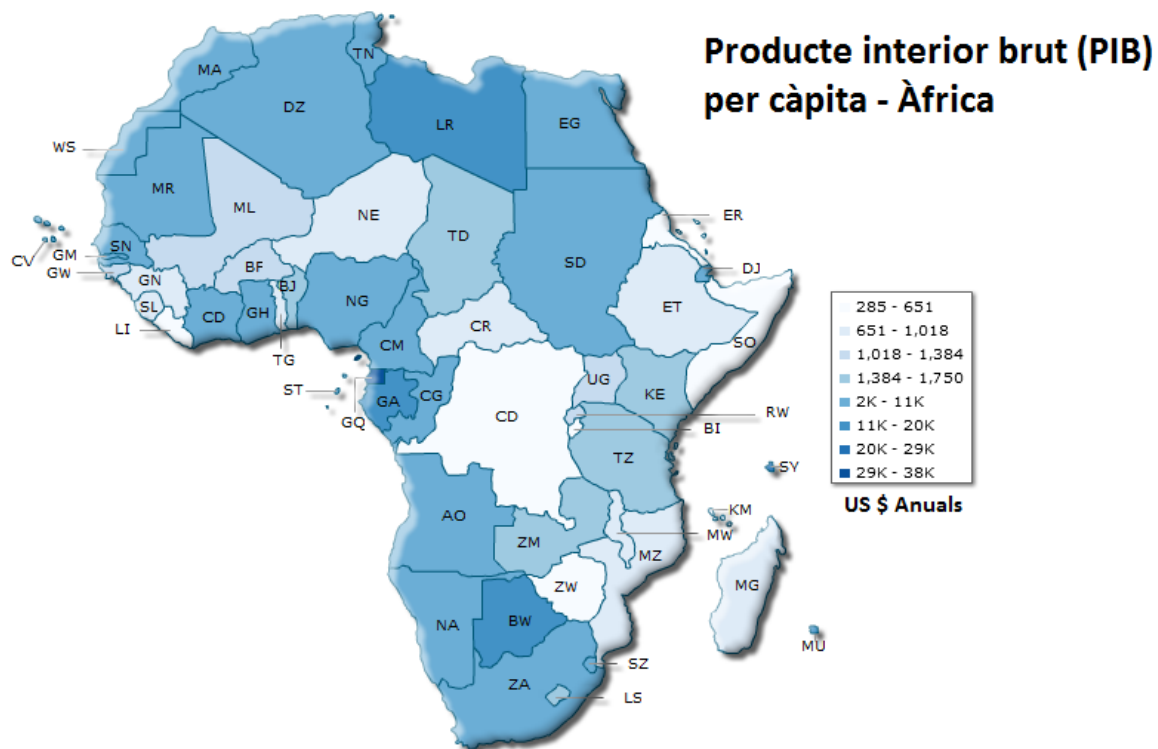 Producte interior brut (PIB)
per càpita - Àfrica
TN
MA
DZ
LR
EG
WS
MR
ML
NE
TD
SD
ER
CV
SN
GM
GW
BF
DJ
GN
BJ
NG
ET
SL
CD
GH
CR
SO
LI
TG
CM
ST
UG
KE
GQ
GA
CG
CD
RW
BI
TZ
SY
AO
KM
ZM
MW
MZ
ZW
MG
NA
BW
MU
SZ
ZA
LS
285 - 651
651 - 1,018
1,018 - 1,384
1,384 - 1,750
2K - 11K
11K - 20K
20K - 29K
29K - 38K
US $ Anuals